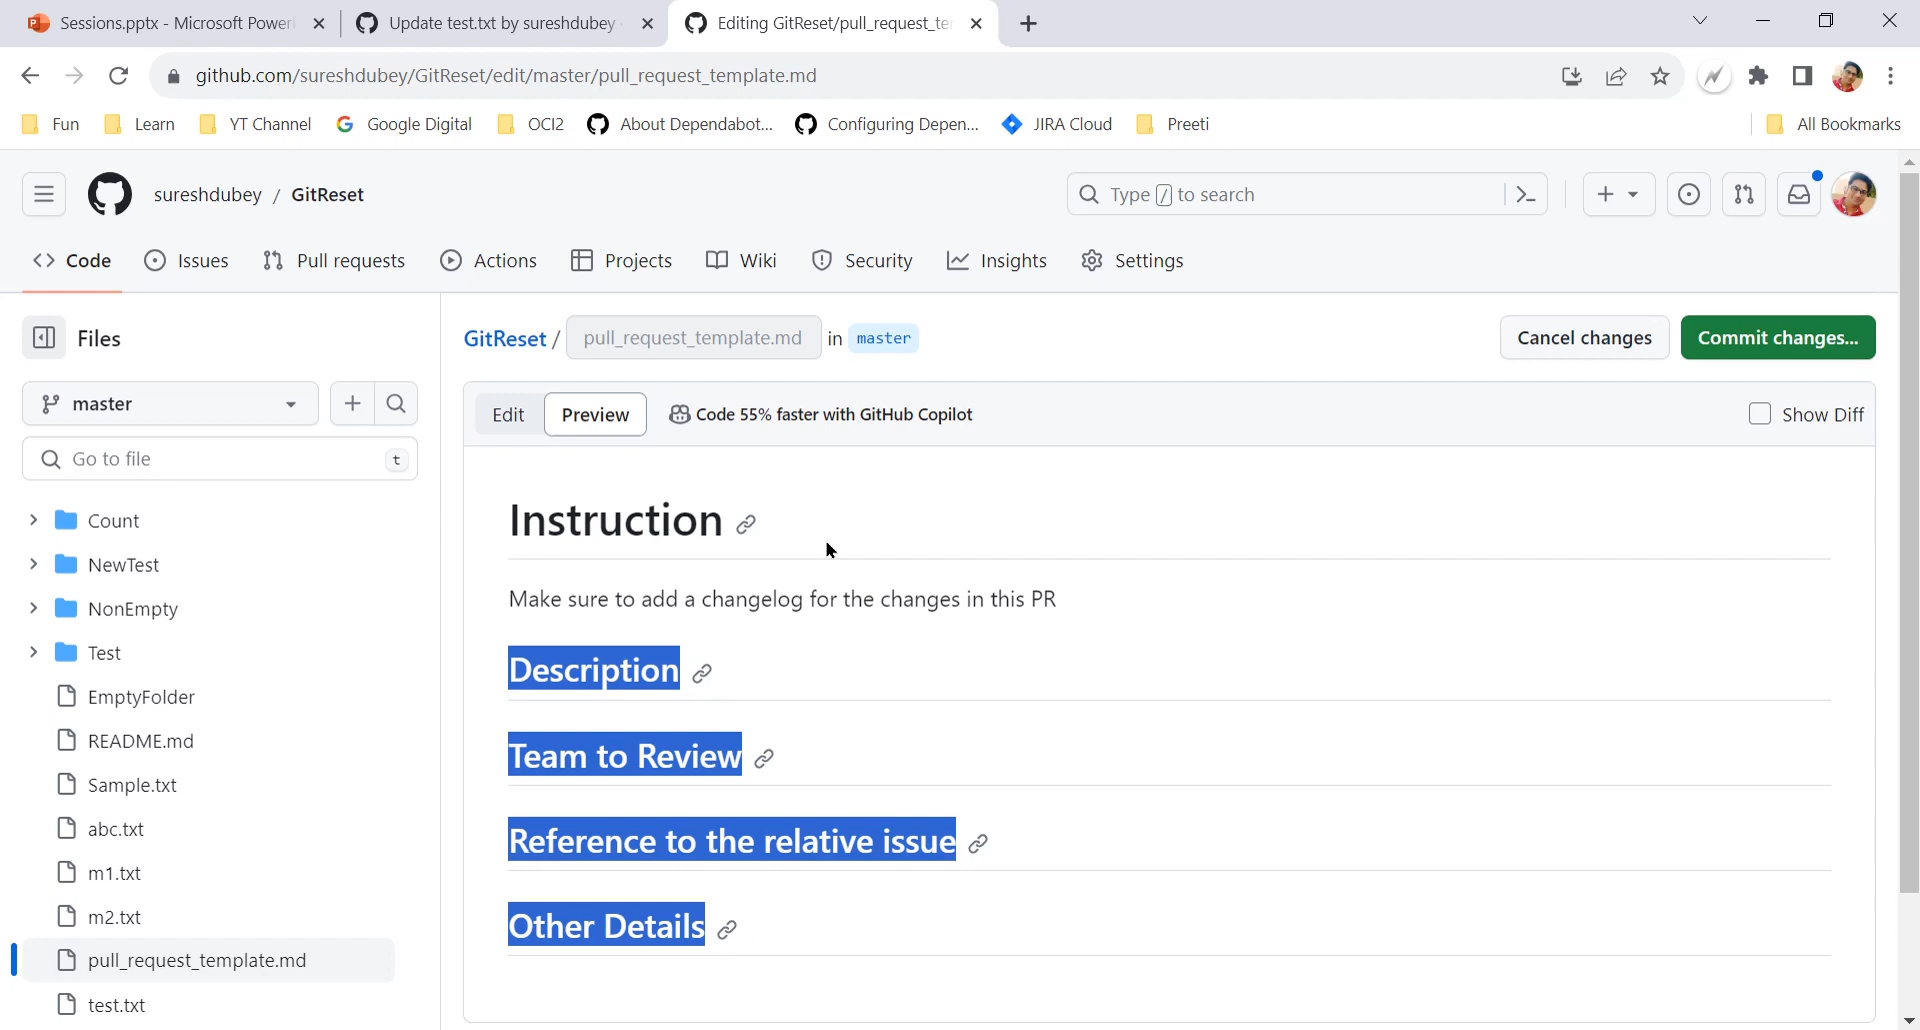 Sessions.pptx - Microsoft Power
Update test.txt by sureshdubey
Editing GitReset/pull_request_te
github.com/sureshdubey/GitReset/edit/master/pull_request_template.md
Fun
Learn
YT Channel
Google Digital
OCI2
About Dependabot...
Configuring Depen...
JIRA Cloud
Preeti
All Bookmarks
sureshdubey / GitReset
Type / to search
Code
Issues
Pull requests
Actions
Projects
Wiki
Security
Insights
Settings
Files
GitReset / pull_request_template.md in master
Cancel changes
Commit changes...
master
Edit
Preview
Code 55% faster with GitHub Copilot
Show Diff
Go to file
t
Count
NewTest
NonEmpty
Test
EmptyFolder
README.md
Sample.txt
abc.txt
m1.txt
m2.txt
pull_request_template.md
test.txt
Instruction
Make sure to add a changelog for the changes in this PR
Description
Team to Review
Reference to the relative issue
Other Details